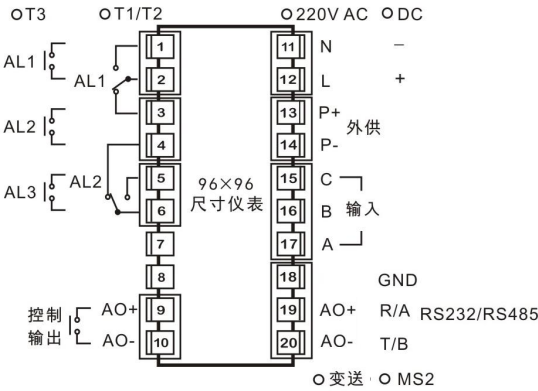 T3 T1/T2 220V AC DC
AL1 AL1 1 11 N —
2 12 L +
AL2 3 13 P+ 外供
4 14 P-
AL3 AL2 5 96×96 15 C
6 尺寸仪表 16 B 输入
7 17 A
8 18 GND
控制 AO+ 9 19 AO+ R/A RS232/RS485
输出 AO- 10 20 AO- T/B
变送 MS2